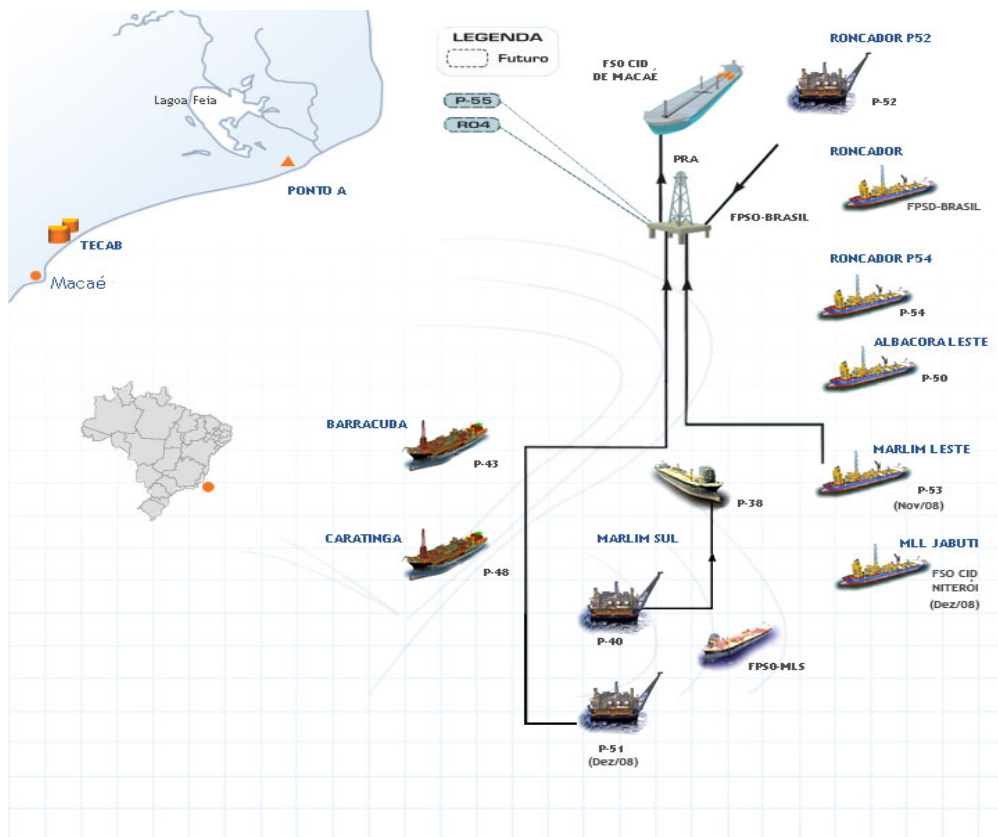 LEGENDA
Futuro
P-55
R04
FSO CID
DE MACAÉ
RONCADOR P52
P-52
Lagoa Feia
PONTO A
TECAB
Macaé
PRA
FPSO-BRASIL
RONCADOR
FPSO-BRASIL
RONCADOR P54
P-54
ALBACORA LESTE
P-50
BARRACUDA
P-43
MARLIM LESTE
P-53
(Nov/08)
P-38
CARATINGA
P-48
MARLIM SUL
P-40
MLL JABUTI
FSO CID
NITERÓI
(Dez/08)
FPSO-MLS
P-51
(Dez/08)